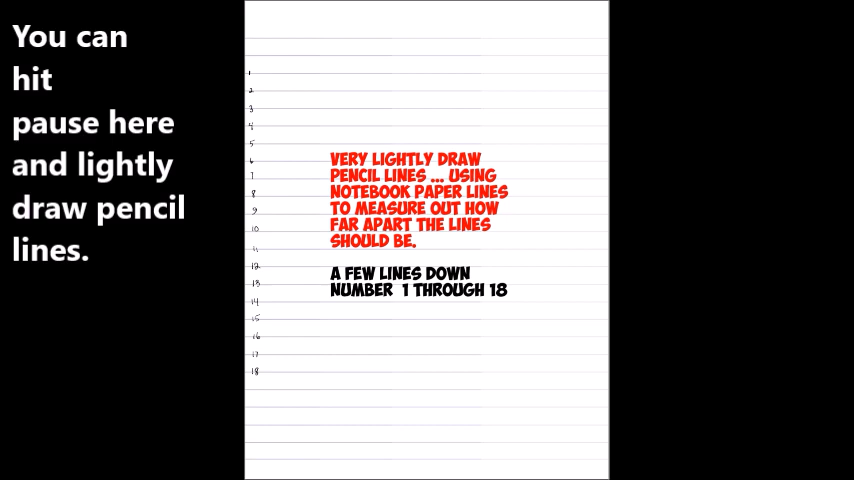 You can
hit
pause here
and lightly
draw pencil
lines.
1
2
3
4
5
6
7
8
9
10
11
12
13
14
15
16
17
18
VERY LIGHTLY DRAW
PENCIL LINES ... USING
NOTEBOOK PAPER LINES
TO MEASURE OUT HOW
FAR APART THE LINES
SHOULD BE.
A FEW LINES DOWN
NUMBER 1 THROUGH 18